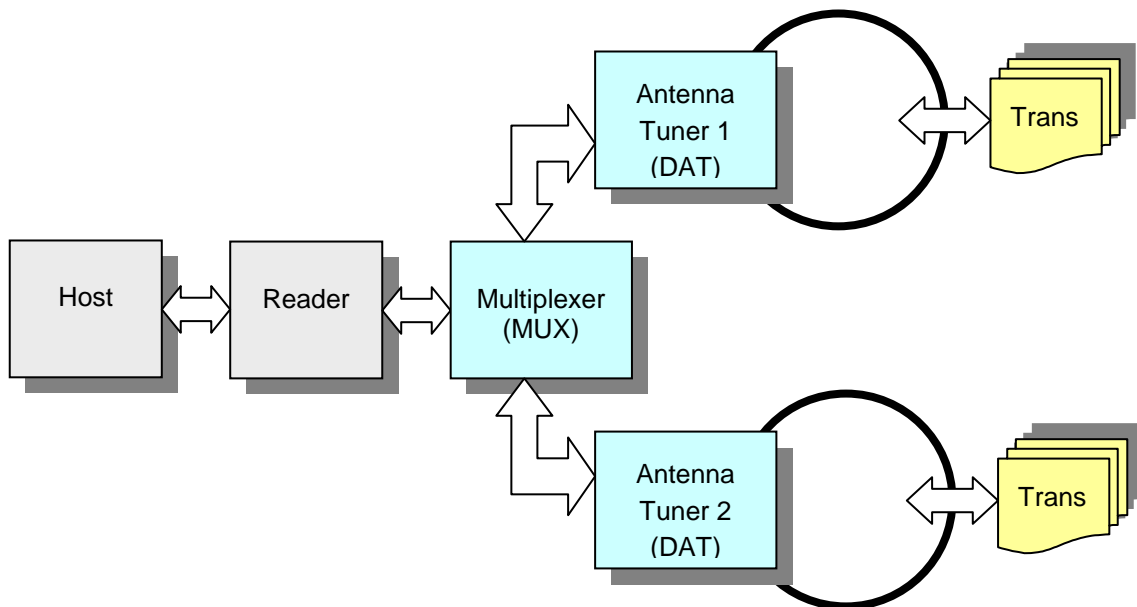 Antenna
Tuner 1
(DAT)
Trans
Host
Reader
Multiplexer
(MUX)
Antenna
Tuner 2
(DAT)
Trans